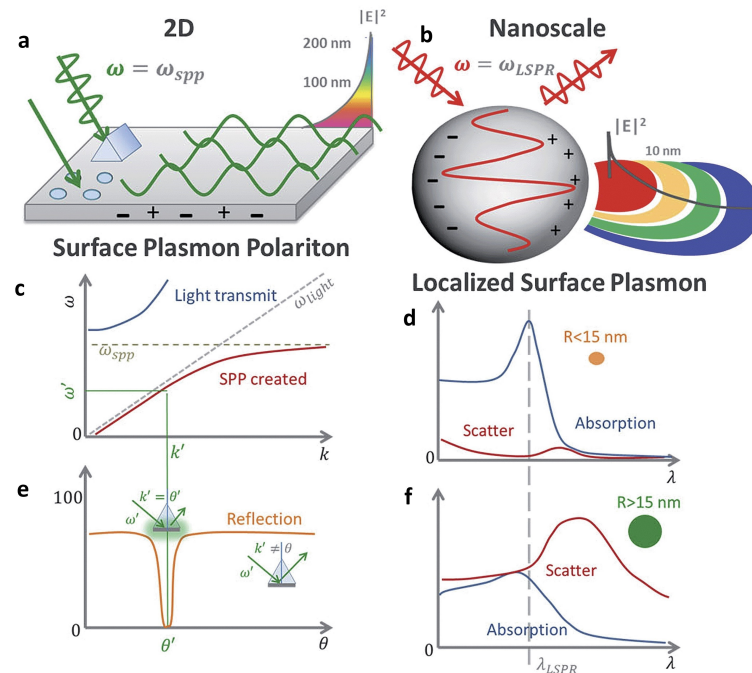 a
2D
|E|²
200 nm
100 nm
ω = ω_spp
- + - + -
Surface Plasmon Polariton
b
Nanoscale
ω = ω_LSPR
- - - - -
+ + + + +
|E|²
10 nm
Localized Surface Plasmon
c
ω
Light transmit
ω_light
ω_spp
ω'
SPP created
0
k
k'
d
R<15 nm
Scatter
Absorption
0
λ
e
100
k' = θ'
ω'
Reflection
k' ≠ θ
ω'
0
θ'
θ
f
R>15 nm
Scatter
Absorption
0
λ_LSPR
λ